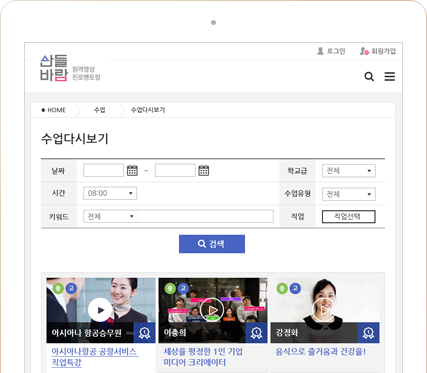 로그인 회원가입
산들
바람
원격영상
진로멘토링
HOME 수업 수업다시보기
수업다시보기
날짜 ~ 학교급 전체
시간 08:00 수업유형 전체
키워드 전체 직업 직업선택
검색
중 고
아시아나 항공승무원
아시아나항공 공항서비스
직업특강
중 고
이충희
세상을 평정한 1인 기업
미디어 크리에이터
중 고
강정화
음식으로 즐거움과 건강을!